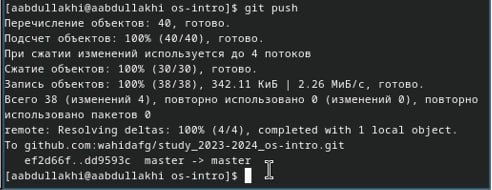 [aabdullakhi@aabdullakhi os-intro]$ git push
Перечисление объектов: 40, готово.
Подсчет объектов: 100% (40/40), готово.
При сжатии изменений используется до 4 потоков
Сжатие объектов: 100% (30/30), готово.
Запись объектов: 100% (38/38), 342.11 КиБ | 2.26 МиБ/с, готово.
Всего 38 (изменений 4), повторно использовано 0 (изменений 0), повторно
использовано пакетов 0
remote: Resolving deltas: 100% (4/4), completed with 1 local object.
To github.com:wahidafg/study_2023-2024_os-intro.git
   ef2d66f..dd9593c  master -> master
[aabdullakhi@aabdullakhi os-intro]$